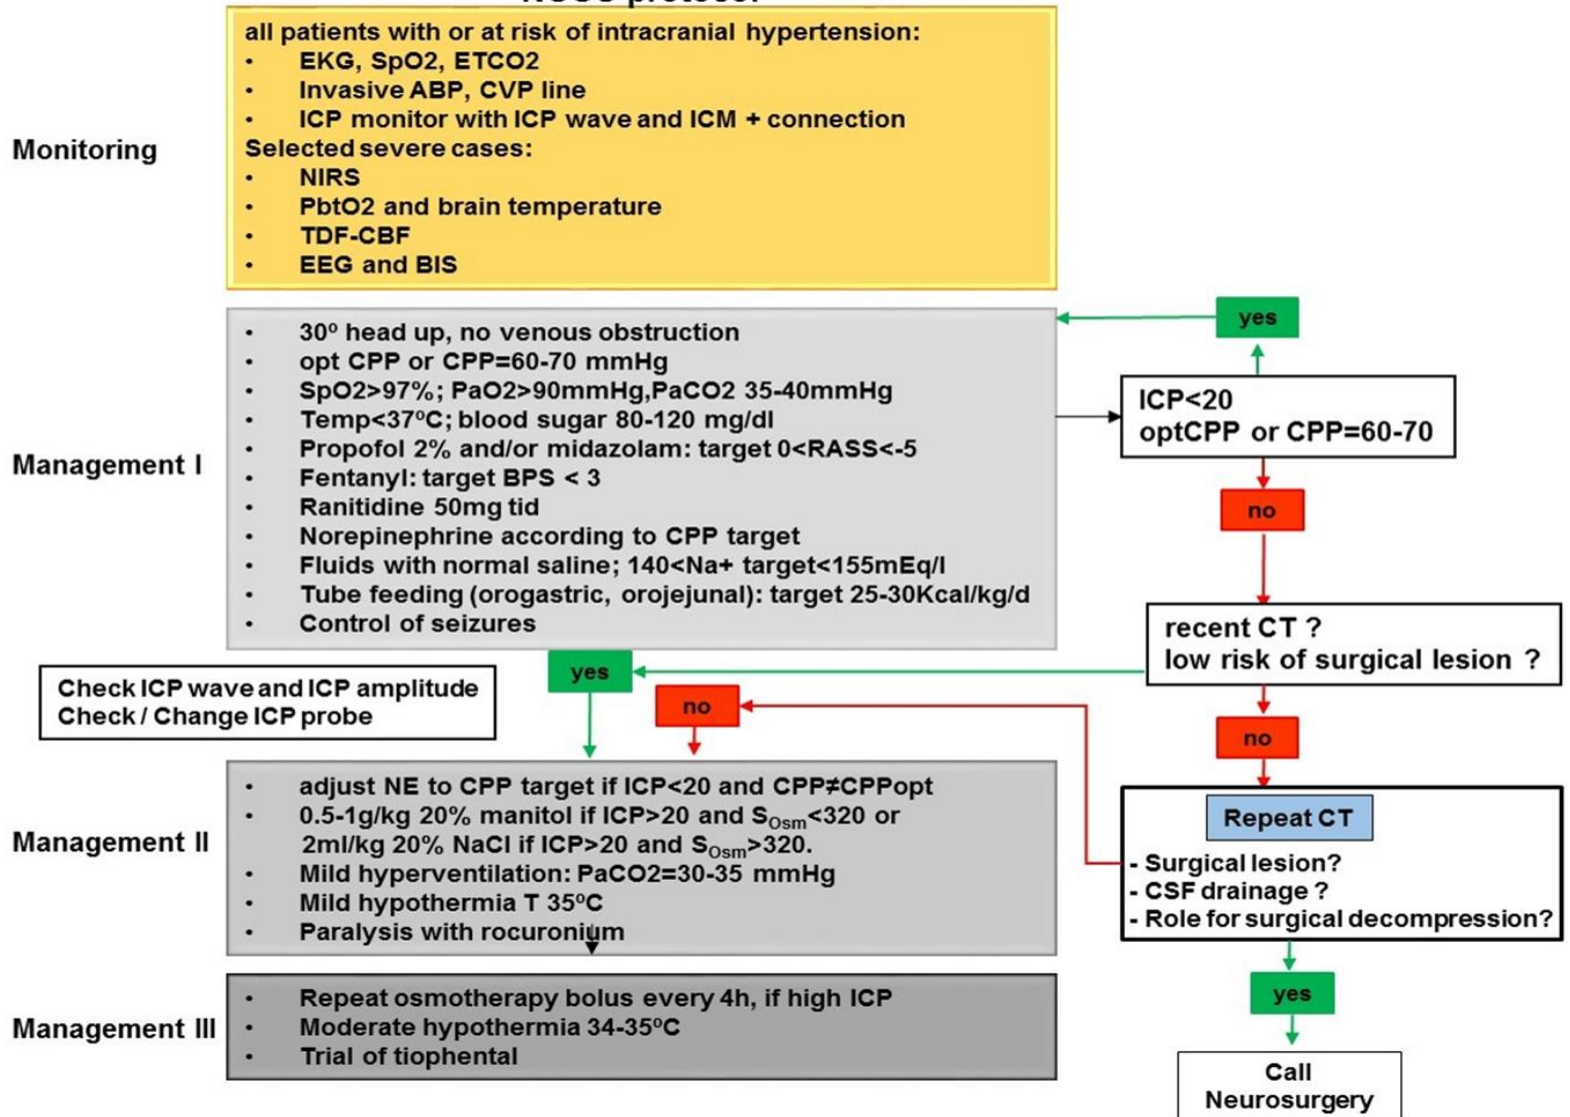 protocol
Monitoring
all patients with or at risk of intracranial hypertension:
• EKG, SpO2, ETCO2
• Invasive ABP, CVP line
• ICP monitor with ICP wave and ICM + connection
Selected severe cases:
• NIRS
• PbtO2 and brain temperature
• TDF-CBF
• EEG and BIS
Management I
• 30º head up, no venous obstruction
• opt CPP or CPP=60-70 mmHg
• SpO2>97%; PaO2>90mmHg,PaCO2 35-40mmHg
• Temp<37ºC; blood sugar 80-120 mg/dl
• Propofol 2% and/or midazolam: target 0<RASS<-5
• Fentanyl: target BPS < 3
• Ranitidine 50mg tid
• Norepinephrine according to CPP target
• Fluids with normal saline; 140<Na+ target<155mEq/l
• Tube feeding (orogastric, orojejunal): target 25-30Kcal/kg/d
• Control of seizures
yes
ICP<20
optCPP or CPP=60-70
no
recent CT ?
low risk of surgical lesion ?
yes
no
no
Check ICP wave and ICP amplitude
Check / Change ICP probe
Management II
• adjust NE to CPP target if ICP<20 and CPP≠CPPopt
• 0.5-1g/kg 20% manitol if ICP>20 and SOsm<320 or
2ml/kg 20% NaCl if ICP>20 and SOsm>320.
• Mild hyperventilation: PaCO2=30-35 mmHg
• Mild hypothermia T 35ºC
• Paralysis with rocuronium
Repeat CT
- Surgical lesion?
- CSF drainage ?
- Role for surgical decompression?
yes
Call
Neurosurgery
Management III
• Repeat osmotherapy bolus every 4h, if high ICP
• Moderate hypothermia 34-35ºC
• Trial of tiophental